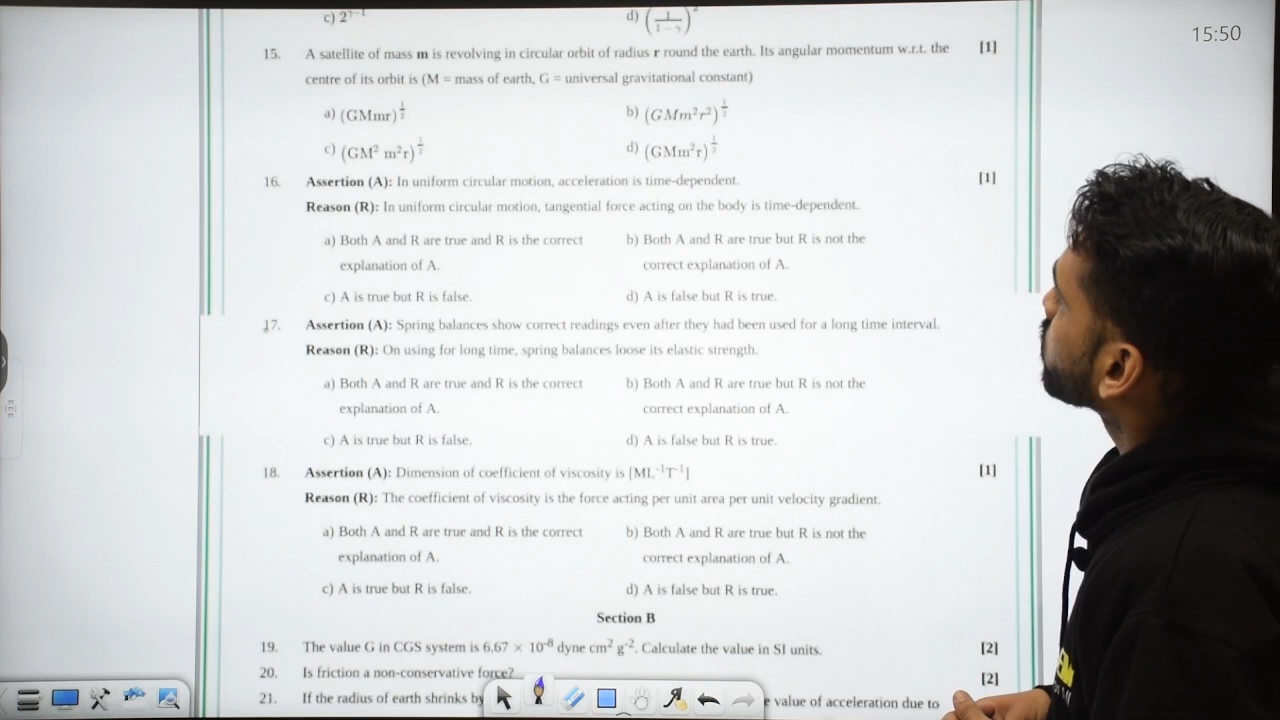 c) 2
d) (1/1−γ)
15:50
15. A satellite of mass m is revolving in circular orbit of radius r round the earth. Its angular momentum w.r.t. the [1]
centre of its orbit is (M = mass of earth, G = universal gravitational constant)
a) (GMmr)^½ b) (GMm²r²)^½
c) (GM² m²r)^½ d) (GMm²r)^½
16. Assertion (A): In uniform circular motion, acceleration is time-dependent. [1]
Reason (R): In uniform circular motion, tangential force acting on the body is time-dependent.
a) Both A and R are true and R is the correct b) Both A and R are true but R is not the
explanation of A. correct explanation of A.
c) A is true but R is false. d) A is false but R is true.
17. Assertion (A): Spring balances show correct readings even after they had been used for a long time interval.
Reason (R): On using for long time, spring balances loose its elastic strength.
a) Both A and R are true and R is the correct b) Both A and R are true but R is not the
explanation of A. correct explanation of A.
c) A is true but R is false. d) A is false but R is true.
18. Assertion (A): Dimension of coefficient of viscosity is [ML⁻¹T⁻¹] [1]
Reason (R): The coefficient of viscosity is the force acting per unit area per unit velocity gradient.
a) Both A and R are true and R is the correct b) Both A and R are true but R is not the
explanation of A. correct explanation of A.
c) A is true but R is false. d) A is false but R is true.
Section B
19. The value G in CGS system is 6.67 × 10⁻⁸ dyne cm² g⁻². Calculate the value in SI units. [2]
20. Is friction a non-conservative force? [2]
21. If the radius of earth shrinks by e value of acceleration due to